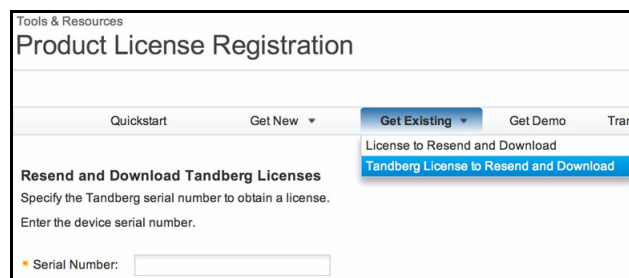 Tools & Resources
Product License Registration
Quickstart Get New Get Existing Get Demo
License to Resend and Download
Tandberg License to Resend and Download
Resend and Download Tandberg Licenses
Specify the Tandberg serial number to obtain a license.
Enter the device serial number.
Serial Number: